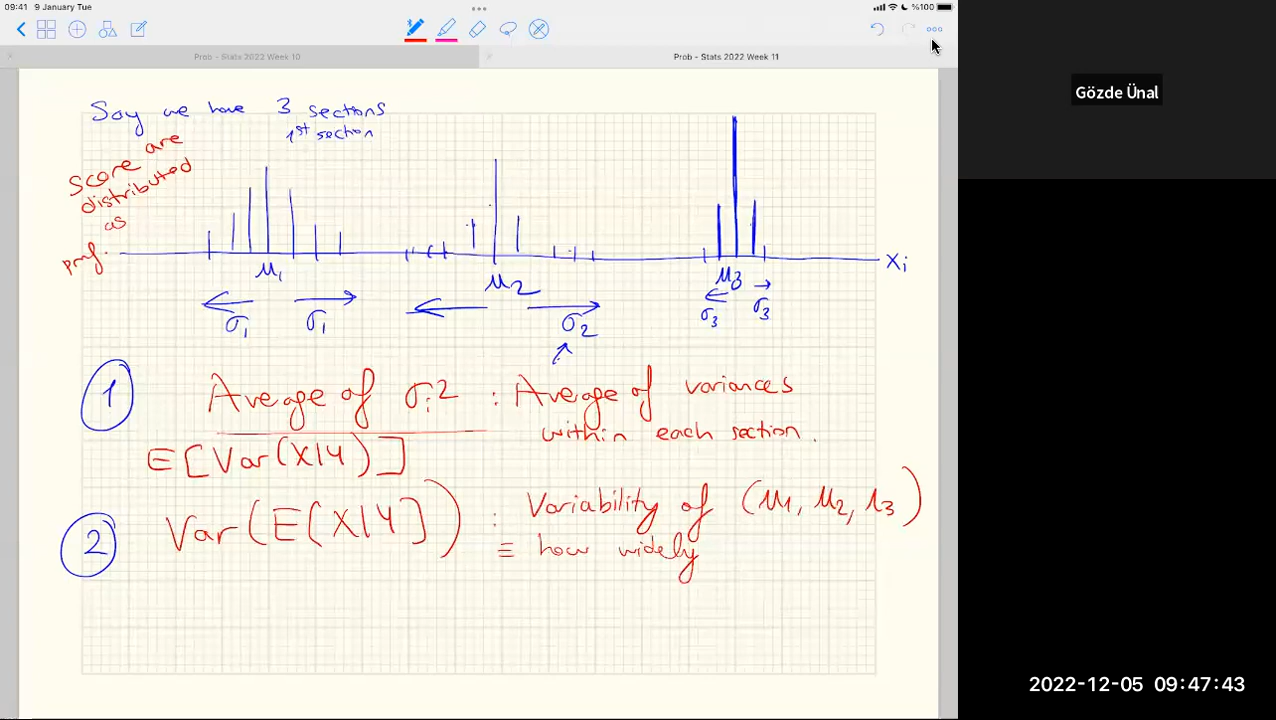 09:41 9 January Tue
%100
Prob - Stats 2022 Week 10
Prob - Stats 2022 Week 11
Gözde Ünal
Say we have 3 sections
1st section
Score are
distributed
as
pmf.
Xi
μ1
μ2
μ3
σ1
σ1
σ2
σ3
σ3
1
Average of σi² : Average of variances
within each section.
E[Var(X|Y)]
2
Var(E(X|Y]) : Variability of (μ1, μ2, μ3)
≡ how widely
2022-12-05 09:47:43